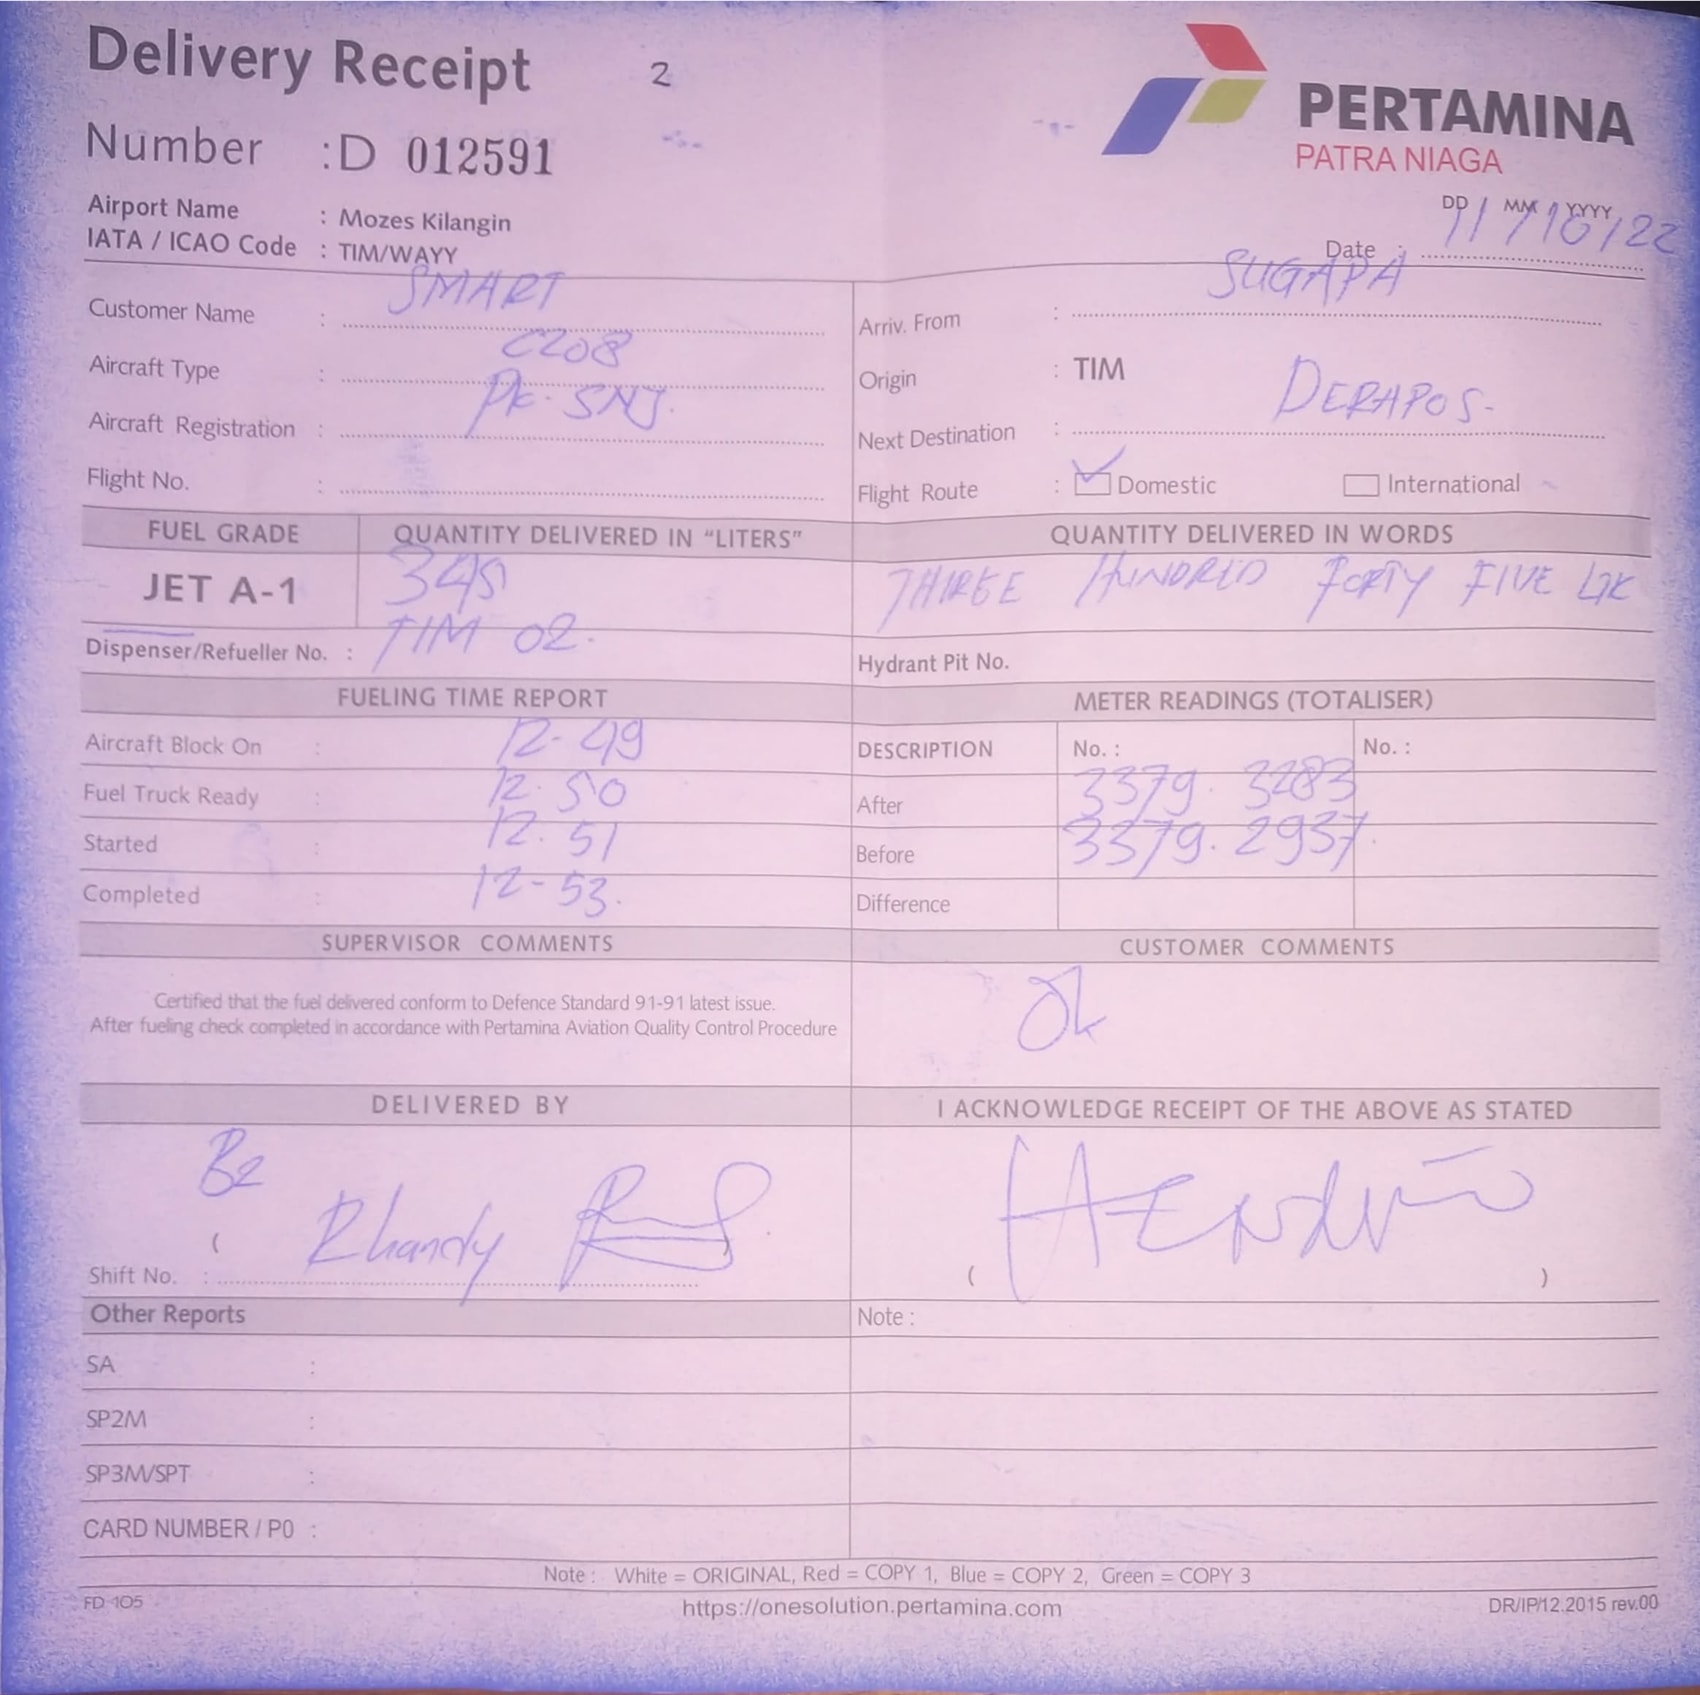 Delivery Receipt 2
PERTAMINA
PATRA NIAGA
Number : D 012591
Airport Name : Mozes Kilangin
IATA / ICAO Code : TIM/WAYY
DD MM YYYY
Date : 11/10/22
Customer Name : SMART
Arriv. From : SUGAPA
Aircraft Type : C208
Origin : TIM
Aircraft Registration : PK-SNJ.
Next Destination : DERAPOS-
Flight No. :
Flight Route : Domestic International
FUEL GRADE QUANTITY DELIVERED IN "LITERS" QUANTITY DELIVERED IN WORDS
JET A-1 345 THREE HUNDRED FORTY FIVE
Dispenser/Refueller No. : TIM 02.
Hydrant Pit No.
FUELING TIME REPORT METER READINGS (TOTALISER)
Aircraft Block On : 12-49
DESCRIPTION No. : No. :
Fuel Truck Ready : 12.50
After 3379. 3283
Started : 12.51
Before 3379. 2937.
Completed : 12-53.
Difference
SUPERVISOR COMMENTS CUSTOMER COMMENTS
Certified that the fuel delivered conform to Defence Standard 91-91 latest issue.
After fueling check completed in accordance with Pertamina Aviation Quality Control Procedure
Ok
DELIVERED BY I ACKNOWLEDGE RECEIPT OF THE ABOVE AS STATED
( Rhandy
( )
Shift No. :
Other Reports Note :
SA :
SP2M :
SP3M/SPT :
CARD NUMBER / PO :
Note : White = ORIGINAL, Red = COPY 1, Blue = COPY 2, Green = COPY 3
FD 105 https://onesolution.pertamina.com DR/IP/12.2015 rev.00